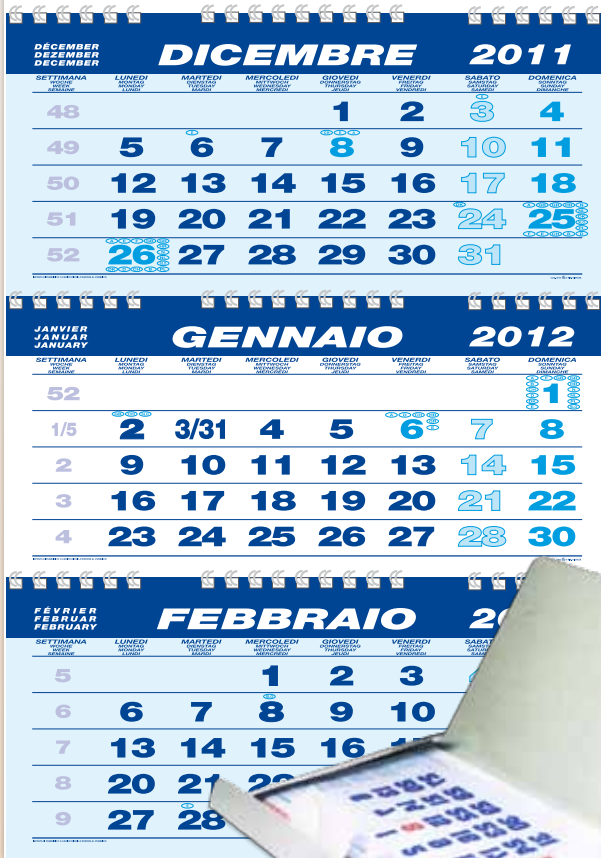 DÉCEMBER
DEZEMBER
DECEMBER
DICEMBRE 2011
SETTIMANA LUNEDI MARTEDI MERCOLEDI GIOVEDI VENERDI SABATO DOMENICA
WOCHE MONTAG DIENSTAG MITTWOCH DONNERSTAG FREITAG SAMSTAG SONNTAG
WEEK MONDAY TUESDAY WEDNESDAY THURSDAY FRIDAY SATURDAY SUNDAY
SEMAINE LUNDI MARDI MERCREDI JEUDI VENDREDI SAMEDI DIMANCHE
48 1 2 3 4
49 5 6 7 8 9 10 11
50 12 13 14 15 16 17 18
51 19 20 21 22 23 24 25
52 26 27 28 29 30 31
JANVIER
JANUAR
JANUARY
GENNAIO 2012
SETTIMANA LUNEDI MARTEDI MERCOLEDI GIOVEDI VENERDI SABATO DOMENICA
WOCHE MONTAG DIENSTAG MITTWOCH DONNERSTAG FREITAG SAMSTAG SONNTAG
WEEK MONDAY TUESDAY WEDNESDAY THURSDAY FRIDAY SATURDAY SUNDAY
SEMAINE LUNDI MARDI MERCREDI JEUDI VENDREDI SAMEDI DIMANCHE
52 1
1/5 2 3/31 4 5 6 7 8
2 9 10 11 12 13 14 15
3 16 17 18 19 20 21 22
4 23 24 25 26 27 28 30
FÉVRIER
FEBRUAR
FEBRUARY
FEBBRAIO
SETTIMANA LUNEDI MARTEDI MERCOLEDI GIOVEDI VENERDI
WOCHE MONTAG DIENSTAG MITTWOCH DONNERSTAG FREITAG
WEEK MONDAY TUESDAY WEDNESDAY THURSDAY FRIDAY
SEMAINE LUNDI MARDI MERCREDI JEUDI VENDREDI
5 1 2 3
6 6 7 8 9 10
7 13 14 15 16
8 20 21 22
9 27 28